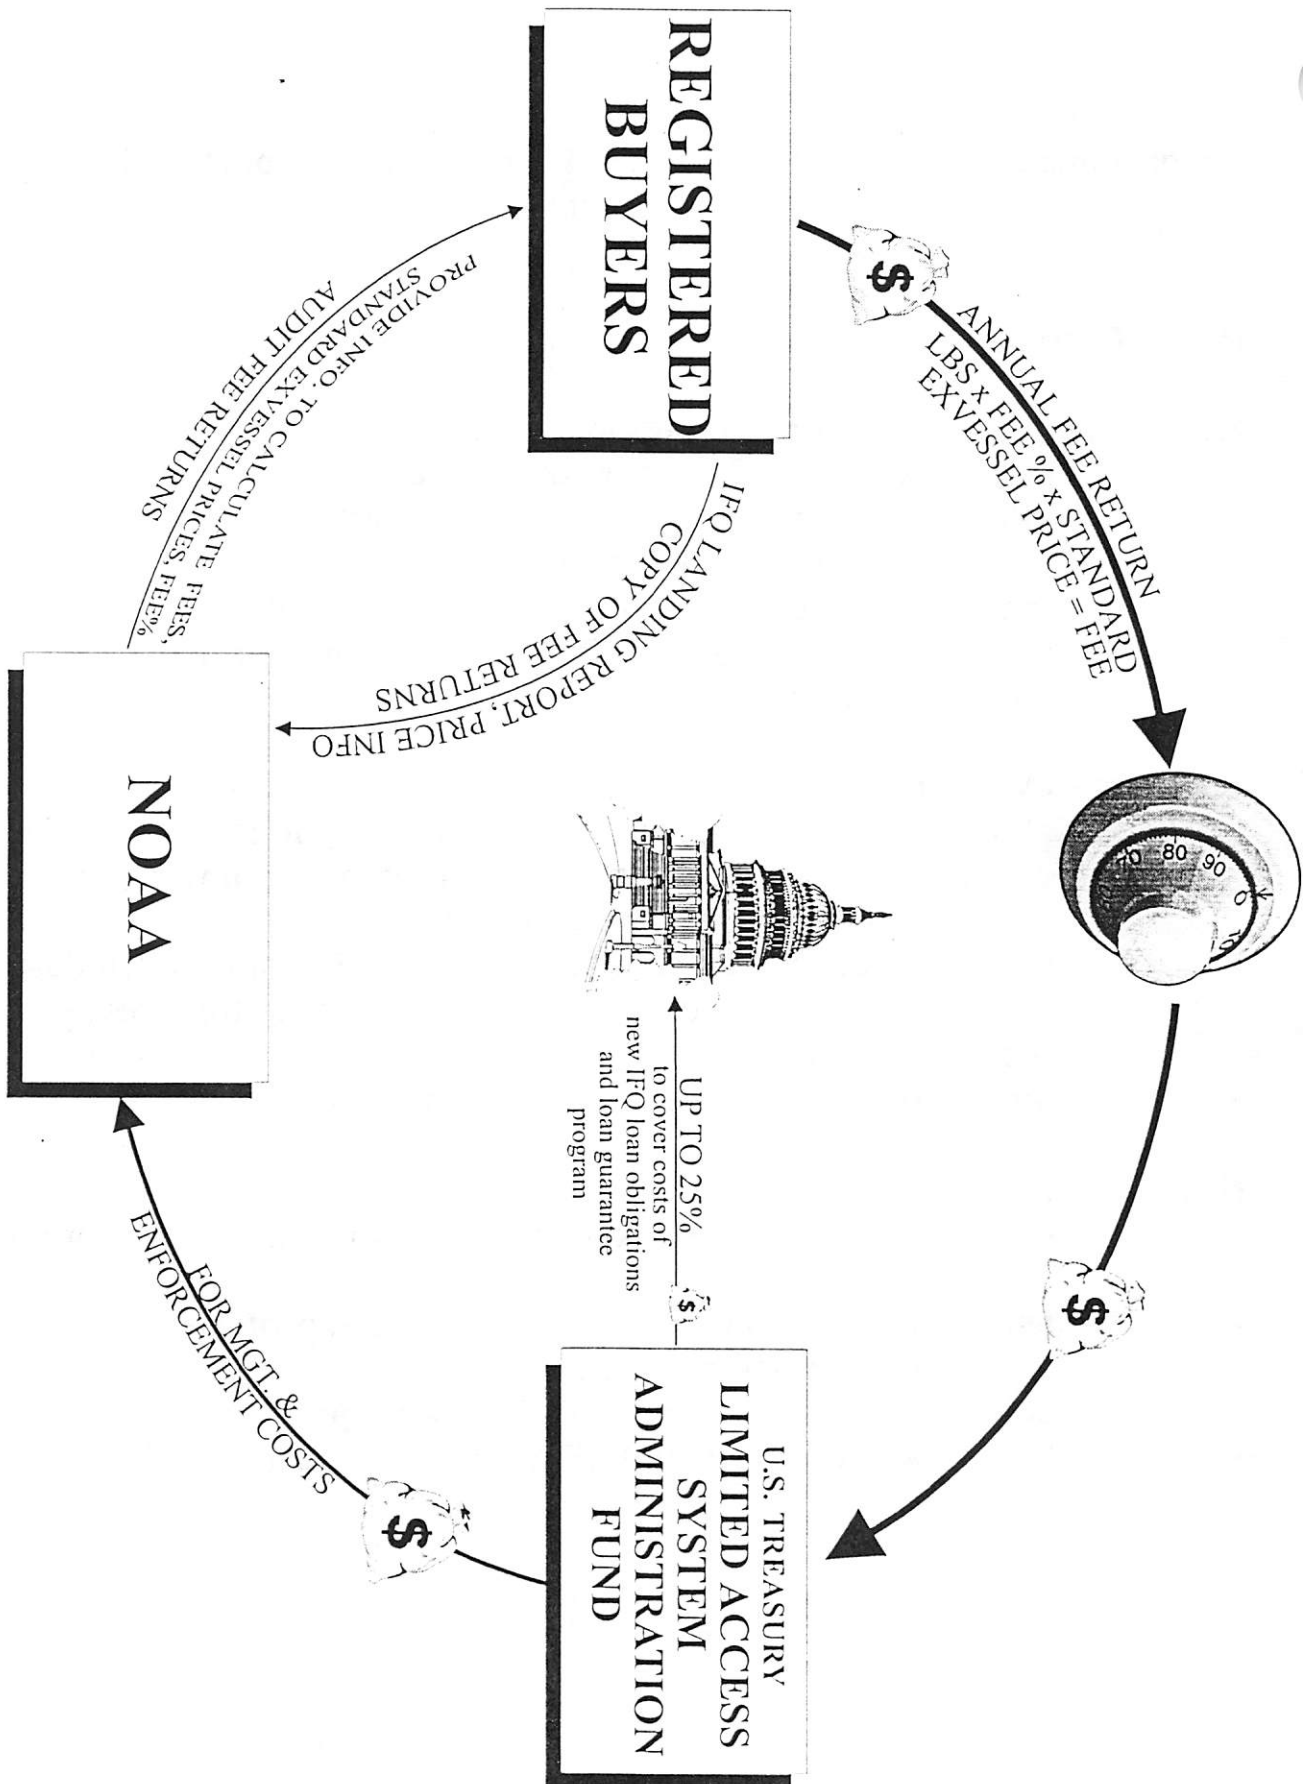 REGISTERED
BUYERS
$
ANNUAL FEE RETURN
LBS x FEE % x STANDARD
EXVESSEL PRICE = FEE
70 80 90 0 10
$
U.S. TREASURY
LIMITED ACCESS
SYSTEM
ADMINISTRATION
FUND
$
UP TO 25%
to cover costs of
new IFQ loan obligations
and loan guarantee
program
$
FOR MGT. &
ENFORCEMENT COSTS
NOAA
IFQ LANDING REPORT, PRICE INFO
COPY OF FEE RETURNS
PROVIDE INFO. TO CALCULATE FEES,
STANDARD EXVESSEL PRICES, FEE%
AUDIT FEE RETURNS